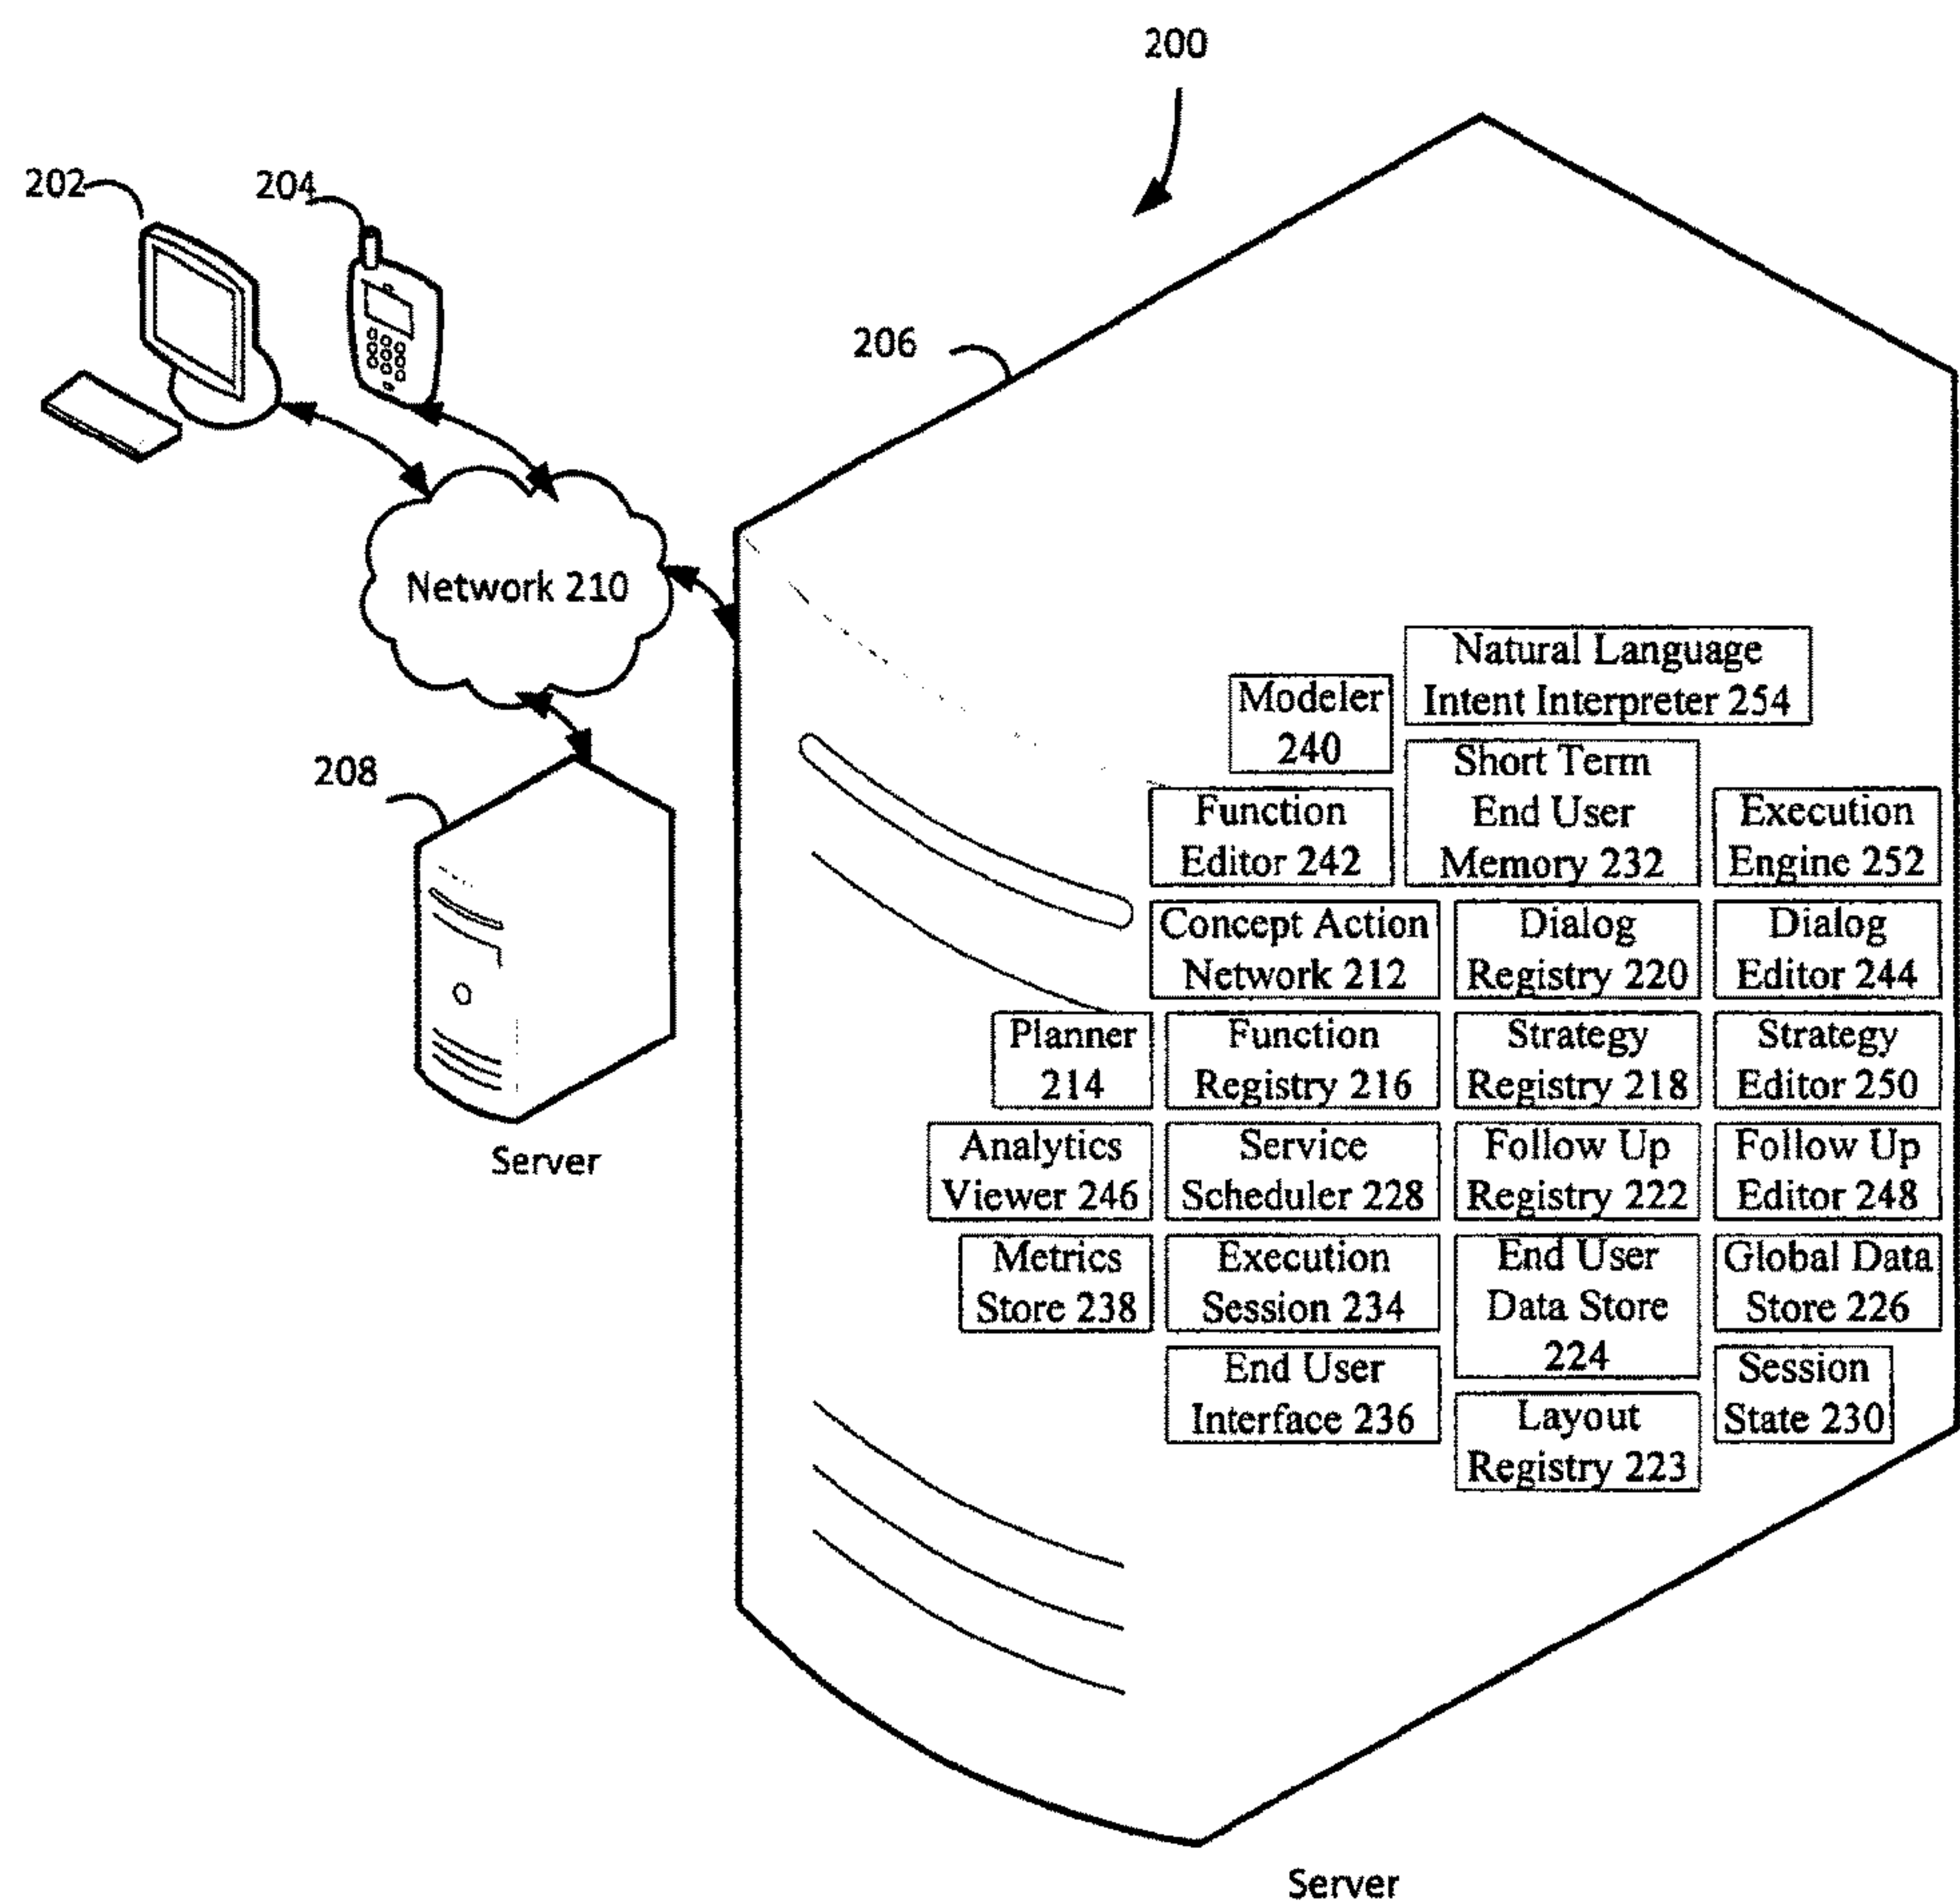 200
202
204
206
Network 210
208
Server
Natural Language
Intent Interpreter 254
Modeler
240
Short Term
End User
Memory 232
Function
Editor 242
Execution
Engine 252
Concept Action
Network 212
Dialog
Registry 220
Dialog
Editor 244
Planner
214
Function
Registry 216
Strategy
Registry 218
Strategy
Editor 250
Analytics
Viewer 246
Service
Scheduler 228
Follow Up
Registry 222
Follow Up
Editor 248
Metrics
Store 238
Execution
Session 234
End User
Data Store
224
Global Data
Store 226
End User
Interface 236
Layout
Registry 223
Session
State 230
Server